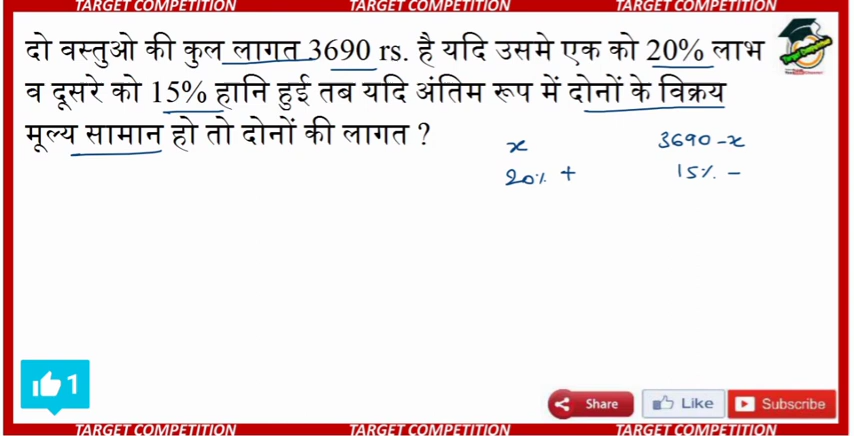 TARGET COMPETITION TARGET COMPETITION TARGET COMPETITION
दो वस्तुओ की कुल लागत 3690 rs. है यदि उसमे एक को 20% लाभ
व दूसरे को 15% हानि हुई तब यदि अंतिम रूप में दोनों के विक्रय
मूल्य सामान हो तो दोनों की लागत ?
x 3690-x
20% + 15% -
1
Share Like Subscribe
TARGET COMPETITION TARGET COMPETITION TARGET COMPETITION